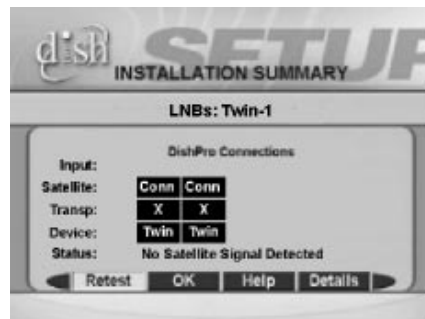 dish SETUP
INSTALLATION SUMMARY
LNBs: Twin-1
DishPro Connections
Input:
Satellite: Conn Conn
Transp: X X
Device: Twin Twin
Status: No Satellite Signal Detected
Retest OK Help Details